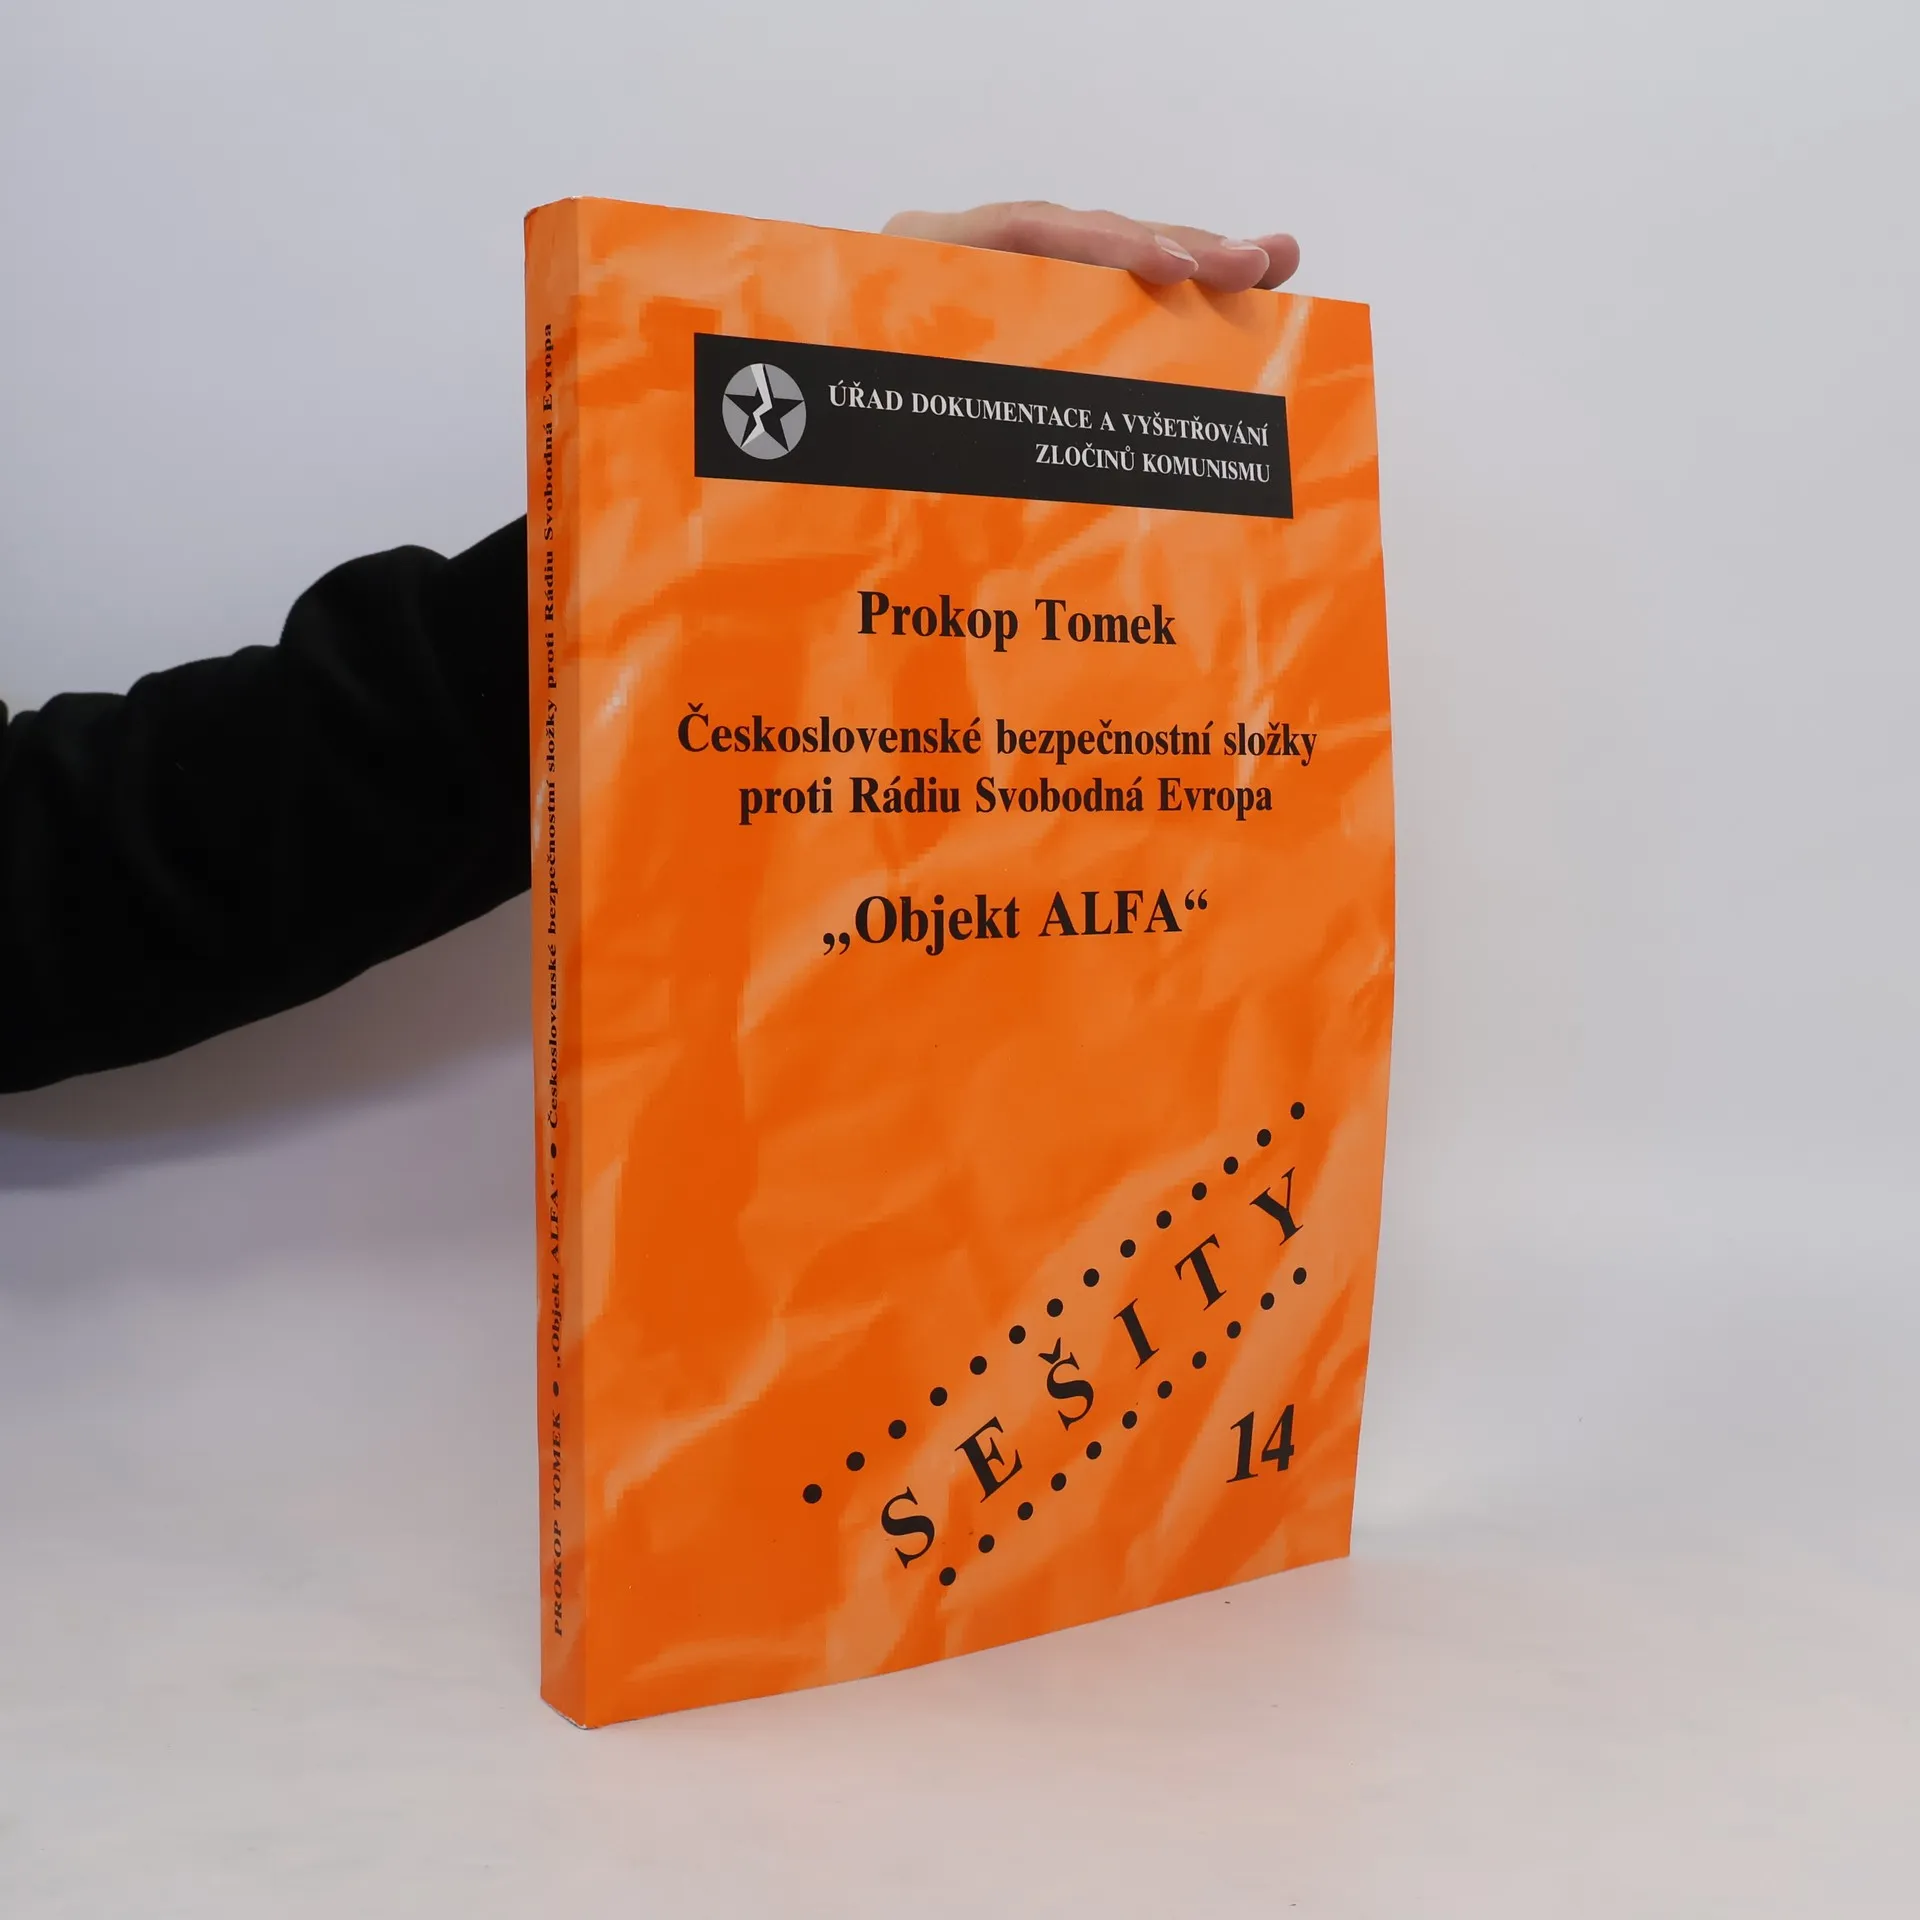 ÚŘAD DOKUMENTACE A VYŠETŘOVÁNÍ
ZLOČINŮ KOMUNISMU
Prokop Tomek
Československé bezpečnostní složky
proti Rádiu Svobodná Evropa
„Objekt ALFA“
SEŠITY
14
PROKOP TOMEK ● „Objekt ALFA“ ● Československé bezpečnostní složky proti Rádiu Svobodná Evropa